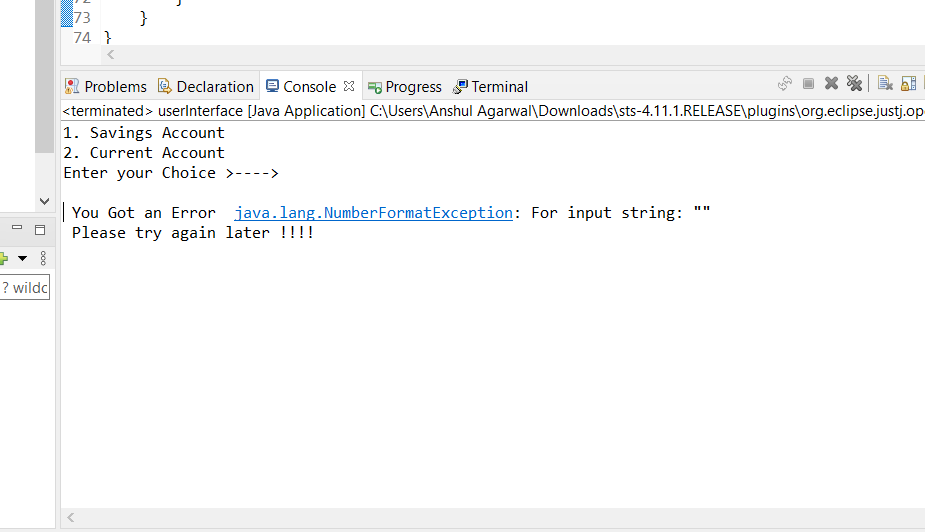 73 }
74 }
Problems Declaration Console Progress Terminal
<terminated> userInterface [Java Application] C:\Users\Anshul Agarwal\Downloads\sts-4.11.1.RELEASE\plugins\org.eclipse.justj.ope
1. Savings Account
2. Current Account
Enter your Choice >---->
You Got an Error  java.lang.NumberFormatException: For input string: ""
Please try again later !!!!
? wildc